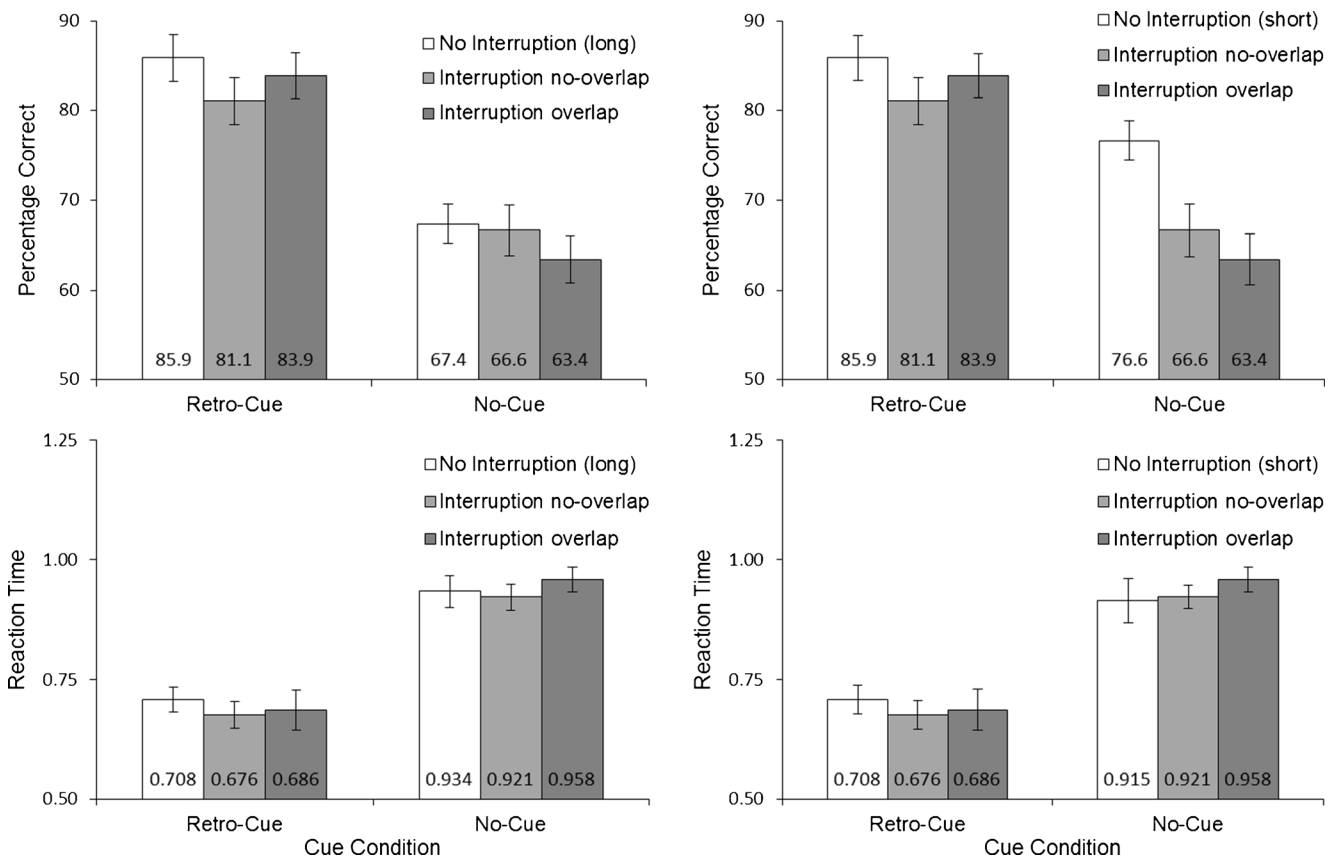 90
80
70
60
50
Percentage Correct
No Interruption (long)
Interruption no-overlap
Interruption overlap
85.9 81.1 83.9 67.4 66.6 63.4
Retro-Cue No-Cue
90
80
70
60
50
Percentage Correct
No Interruption (short)
Interruption no-overlap
Interruption overlap
85.9 81.1 83.9 76.6 66.6 63.4
Retro-Cue No-Cue
1.25
1.00
0.75
0.50
Reaction Time
No Interruption (long)
Interruption no-overlap
Interruption overlap
0.708 0.676 0.686 0.934 0.921 0.958
Retro-Cue No-Cue
Cue Condition
1.25
1.00
0.75
0.50
Reaction Time
No Interruption (short)
Interruption no-overlap
Interruption overlap
0.708 0.676 0.686 0.915 0.921 0.958
Retro-Cue No-Cue
Cue Condition